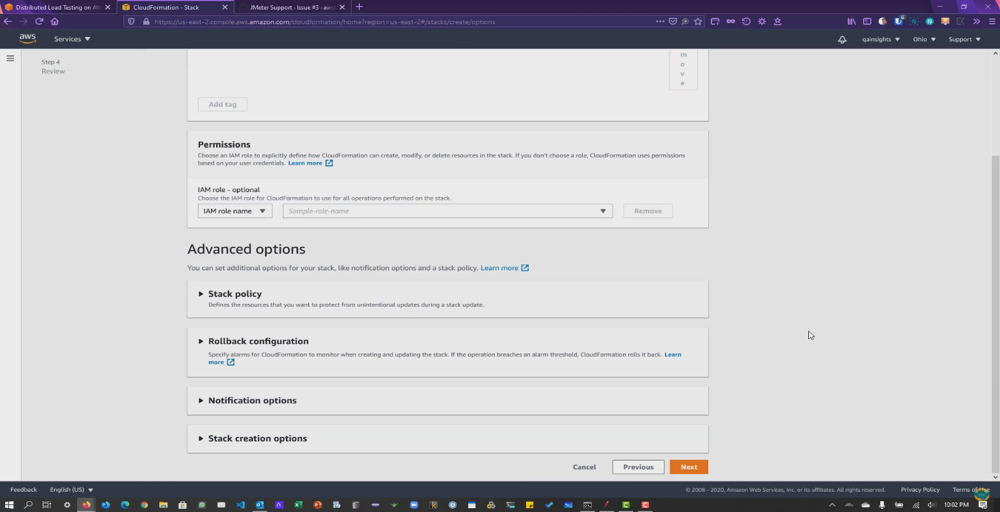 Distributed Load Testing on AW
CloudFormation - Stack
JMeter Support · Issue #3 · awsl
https://us-east-2.console.aws.amazon.com/cloudformation/home?region=us-east-2#/stacks/create/options
6
aws
Services
qainsights
Ohio
Support
Step 4
Review
m
o
v
e
Add tag
Permissions
Choose an IAM role to explicitly define how CloudFormation can create, modify, or delete resources in the stack. If you don't choose a role, CloudFormation uses permissions
based on your user credentials. Learn more
IAM role - optional
Choose the IAM role for CloudFormation to use for all operations performed on the stack.
IAM role name
Sample-role-name
Remove
Advanced options
You can set additional options for your stack, like notification options and a stack policy. Learn more
Stack policy
Defines the resources that you want to protect from unintentional updates during a stack update.
Rollback configuration
Specify alarms for CloudFormation to monitor when creating and updating the stack. If the operation breaches an alarm threshold, CloudFormation rolls it back. Learn
more
Notification options
Stack creation options
Cancel
Previous
Next
Feedback
English (US)
© 2008 - 2020, Amazon Web Services, Inc. or its affiliates. All rights reserved.
Privacy Policy
Terms of Use
10:02 PM